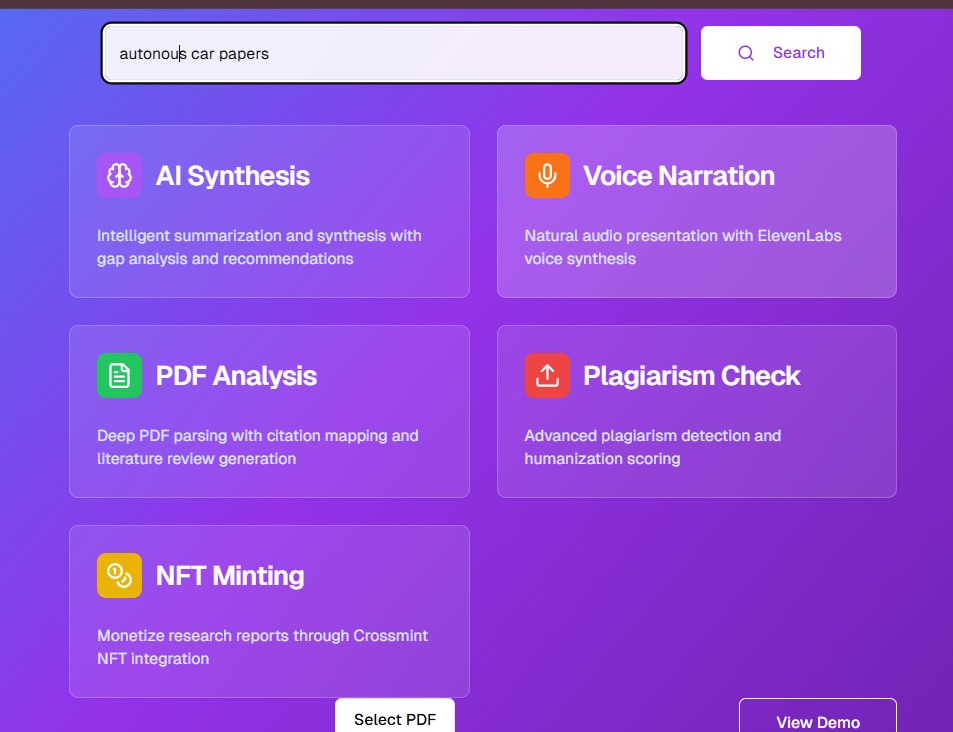 autonous car papers
Search
AI Synthesis
Intelligent summarization and synthesis with
gap analysis and recommendations
Voice Narration
Natural audio presentation with ElevenLabs
voice synthesis
PDF Analysis
Deep PDF parsing with citation mapping and
literature review generation
Plagiarism Check
Advanced plagiarism detection and
humanization scoring
NFT Minting
Monetize research reports through Crossmint
NFT integration
Select PDF
View Demo